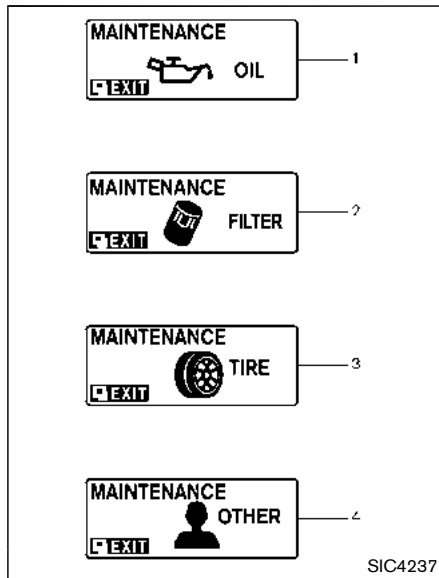 MAINTENANCE
OIL
1
EXIT
MAINTENANCE
FILTER
2
EXIT
MAINTENANCE
TIRE
3
EXIT
MAINTENANCE
OTHER
4
EXIT
SIC4237